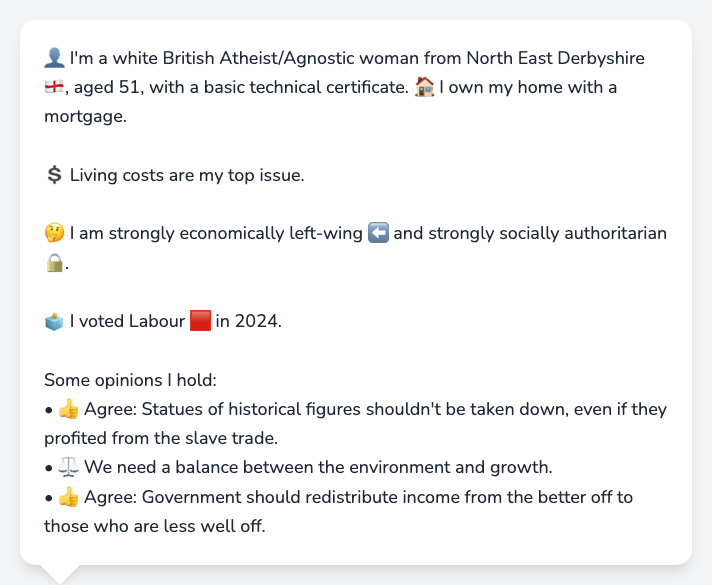 👤 I'm a white British Atheist/Agnostic woman from North East Derbyshire
🏴󠁧󠁢󠁥󠁮󠁧󠁿, aged 51, with a basic technical certificate. 🏠 I own my home with a
mortgage.
💲 Living costs are my top issue.
🤔 I am strongly economically left-wing ⬅️ and strongly socially authoritarian
🔒.
🗳️ I voted Labour 🟥 in 2024.
Some opinions I hold:
• 👍 Agree: Statues of historical figures shouldn't be taken down, even if they
profited from the slave trade.
• ⚖️ We need a balance between the environment and growth.
• 👍 Agree: Government should redistribute income from the better off to
those who are less well off.